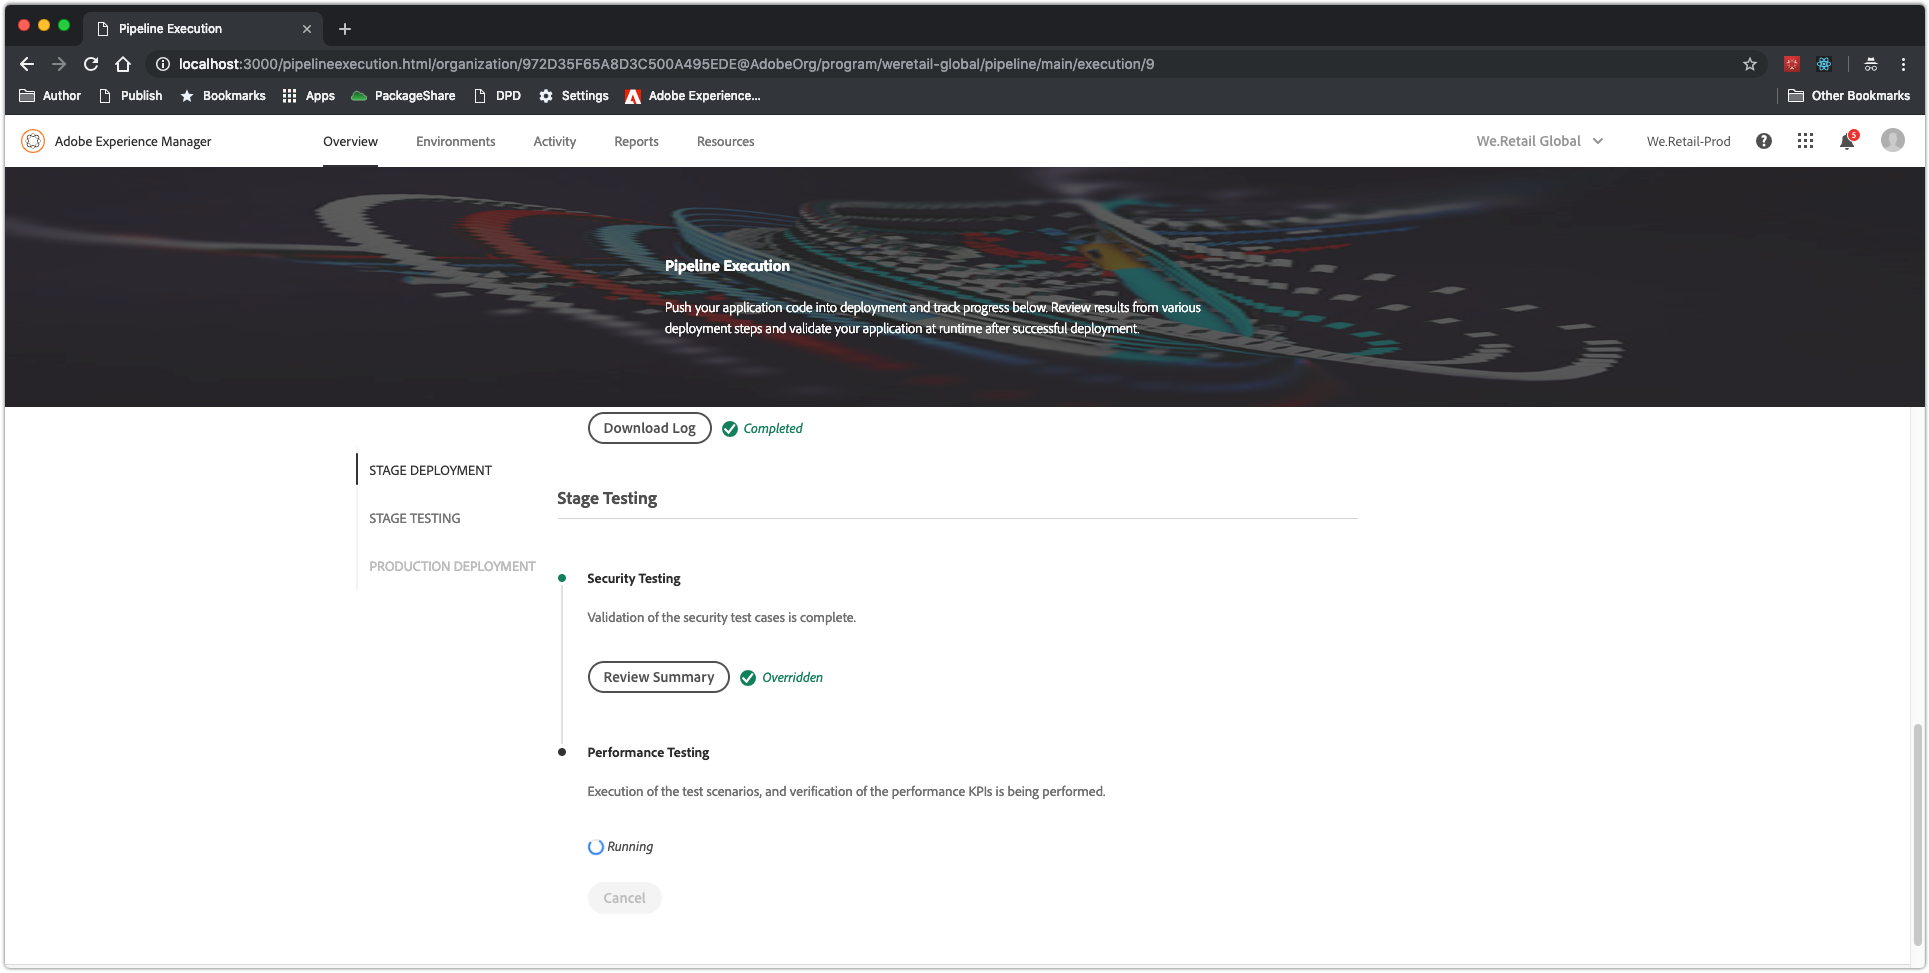 Pipeline Execution
localhost:3000/pipelineexecution.html/organization/972D35F65A8D3C500A495EDE@AdobeOrg/program/weretail-global/pipeline/main/execution/9
Author Publish Bookmarks Apps PackageShare DPD Settings Adobe Experience... Other Bookmarks
Adobe Experience Manager Overview Environments Activity Reports Resources We.Retail Global We.Retail-Prod 5
Pipeline Execution
Push your application code into deployment and track progress below. Review results from various
deployment steps and validate your application at runtime after successful deployment.
Download Log Completed
STAGE DEPLOYMENT
STAGE TESTING
PRODUCTION DEPLOYMENT
Stage Testing
Security Testing
Validation of the security test cases is complete.
Review Summary Overridden
Performance Testing
Execution of the test scenarios, and verification of the performance KPIs is being performed.
Running
Cancel